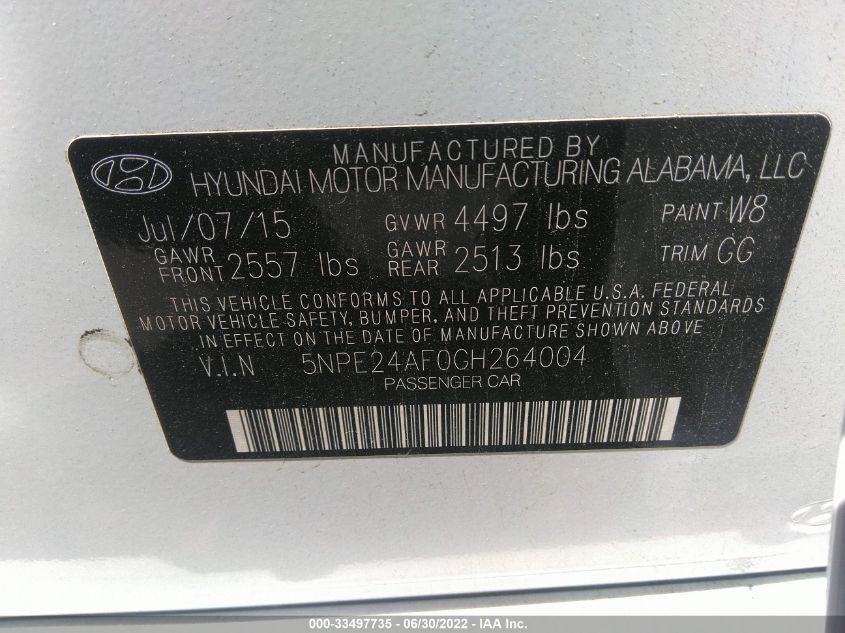 MANUFACTURED BY
HYUNDAI MOTOR MANUFACTURING ALABAMA, LLC
Jul/07/15 GVWR 4497 lbs PAINT W8
GAWR FRONT 2557 lbs GAWR REAR 2513 lbs TRIM GG
THIS VEHICLE CONFORMS TO ALL APPLICABLE U.S.A. FEDERAL
MOTOR VEHICLE SAFETY, BUMPER, AND THEFT PREVENTION STANDARDS
IN EFFECT ON THE DATE OF MANUFACTURE SHOWN ABOVE
V.I.N 5NPE24AF0GH264004
PASSENGER CAR
000-33497735 - 06/30/2022 - IAA Inc.